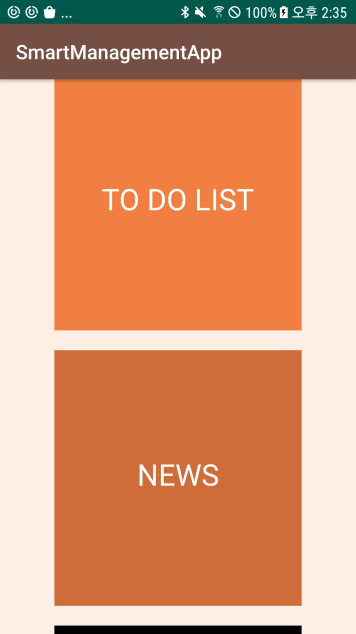 ... 100% 오후 2:35
SmartManagementApp
TO DO LIST
NEWS